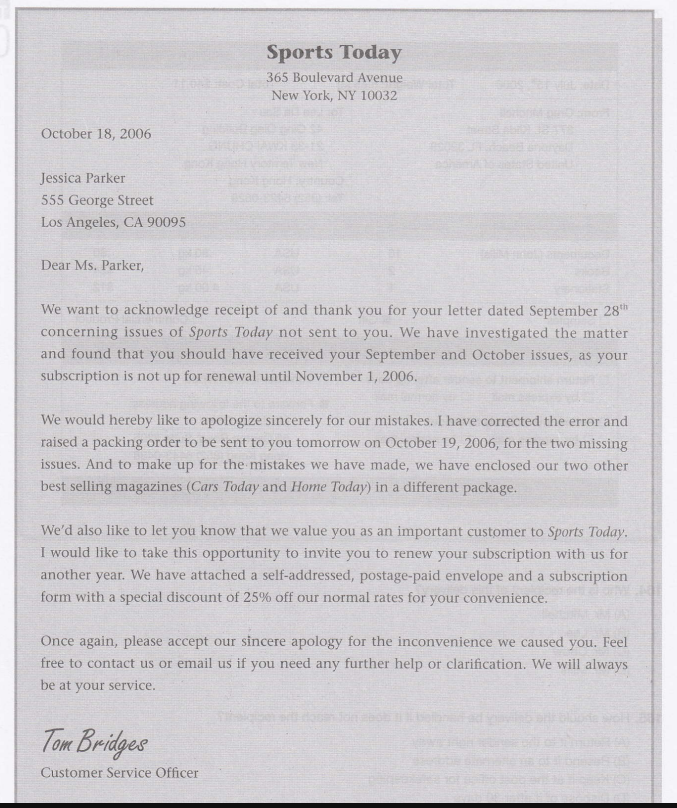 Sports Today
365 Boulevard Avenue
New York, NY 10032
October 18, 2006
Jessica Parker
555 George Street
Los Angeles, CA 90095
Dear Ms. Parker,
We want to acknowledge receipt of and thank you for your letter dated September 28th
concerning issues of Sports Today not sent to you. We have investigated the matter
and found that you should have received your September and October issues, as your
subscription is not up for renewal until November 1, 2006.
We would hereby like to apologize sincerely for our mistakes. I have corrected the error and
raised a packing order to be sent to you tomorrow on October 19, 2006, for the two missing
issues. And to make up for the mistakes we have made, we have enclosed our two other
best selling magazines (Cars Today and Home Today) in a different package.
We'd also like to let you know that we value you as an important customer to Sports Today.
I would like to take this opportunity to invite you to renew your subscription with us for
another year. We have attached a self-addressed, postage-paid envelope and a subscription
form with a special discount of 25% off our normal rates for your convenience.
Once again, please accept our sincere apology for the inconvenience we caused you. Feel
free to contact us or email us if you need any further help or clarification. We will always
be at your service.
Tom Bridges
Customer Service Officer